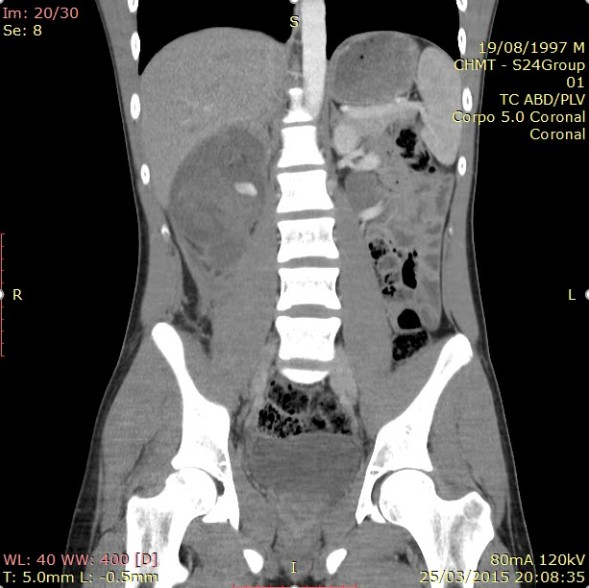 Im: 20/30
Se: 8
S
19/08/1997 M
CHMT - S24Group
01
TC ABD/PLV
Corpo 5.0 Coronal
Coronal
R
L
WL: 40 WW: 400 [D]
T: 5.0mm L: -0.5mm
I
80mA 120kV
25/03/2015 20:08:35